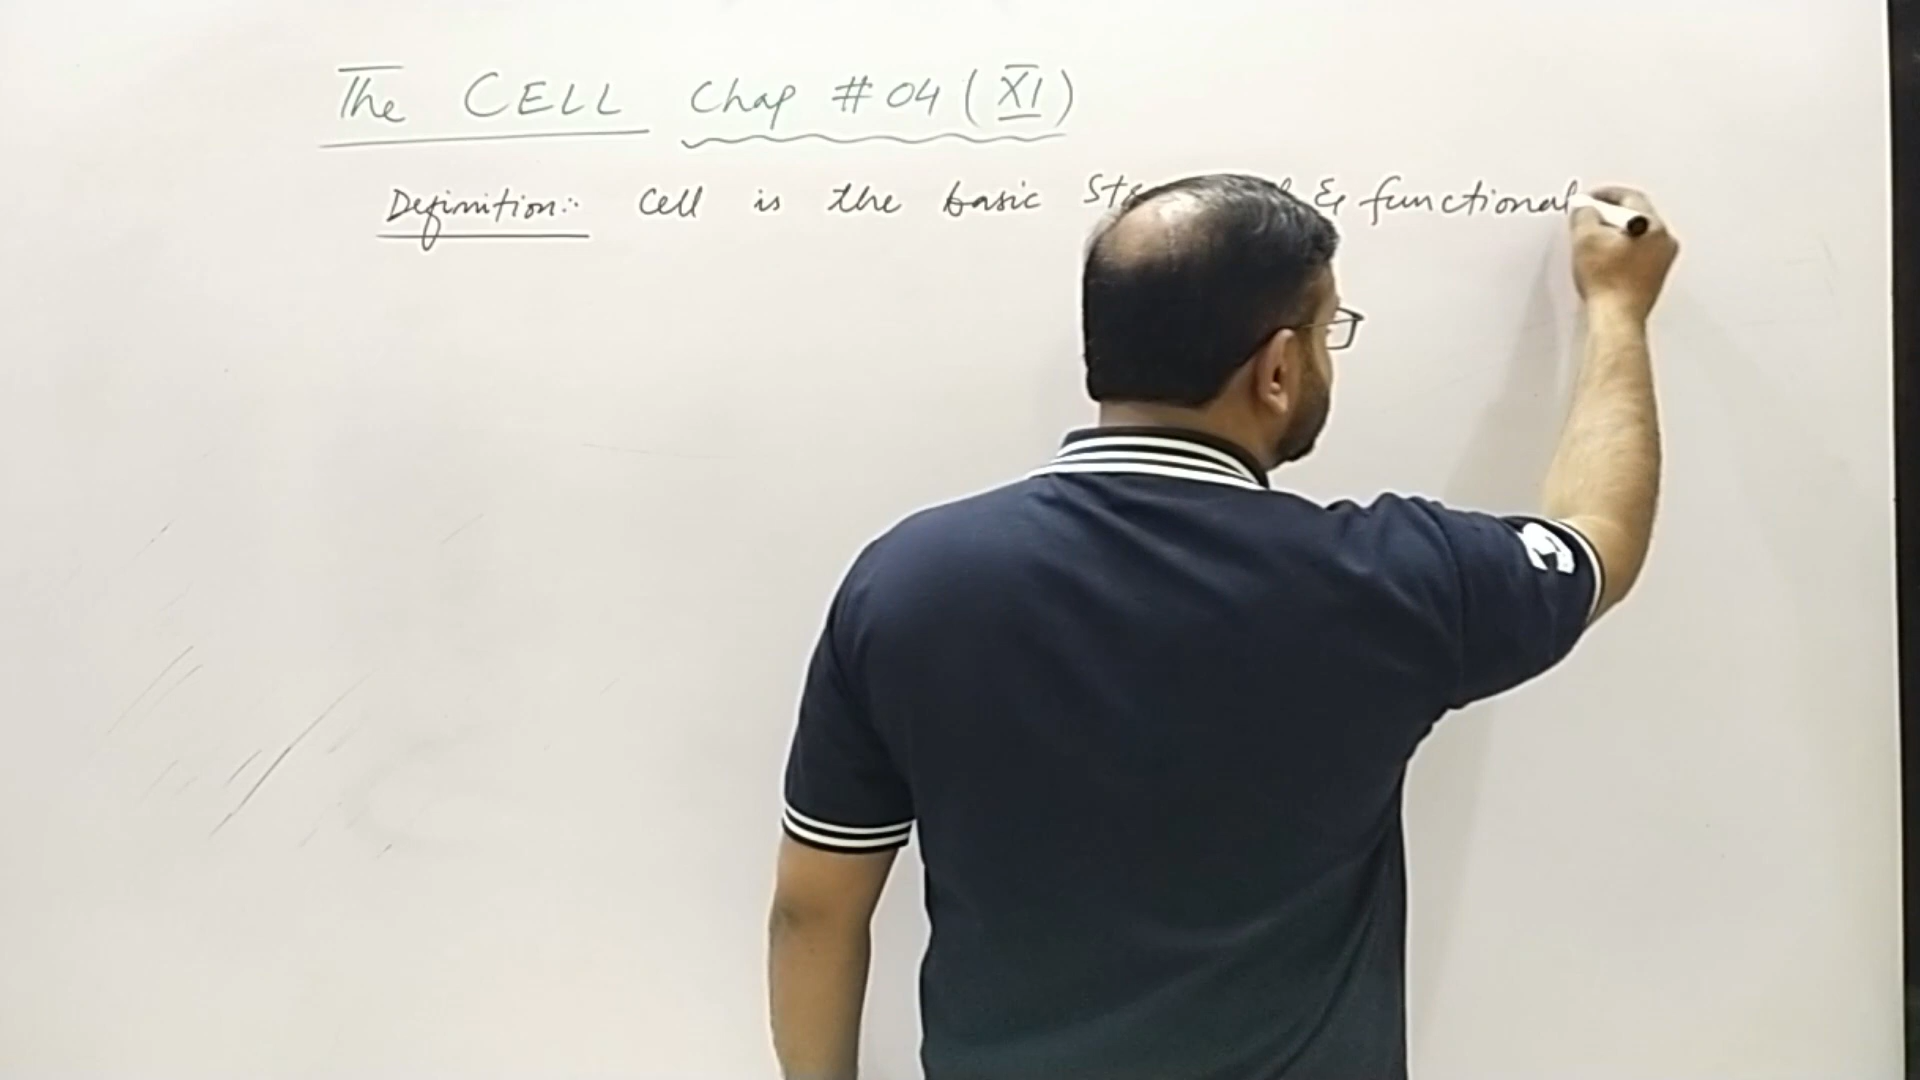 The CELL Chap # 04 (XI)
Definition:- Cell is the basic & functional